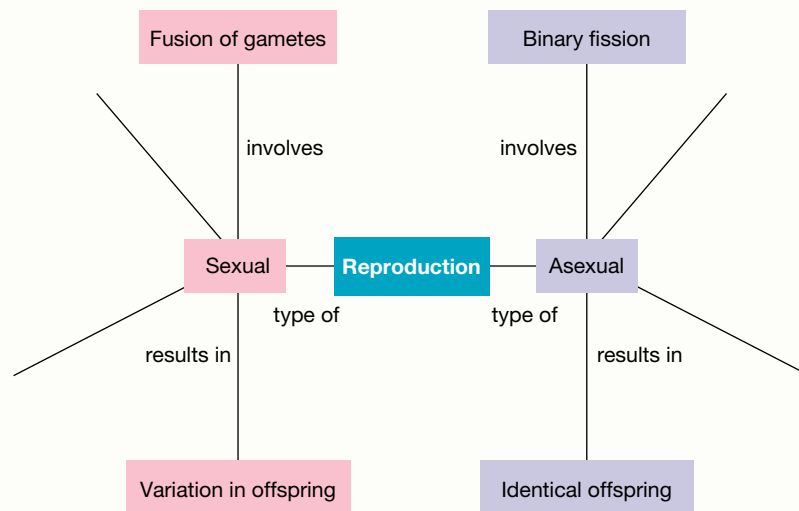 Fusion of gametes
Binary fission
involves
involves
Sexual
Reproduction
Asexual
type of
type of
results in
results in
Variation in offspring
Identical offspring